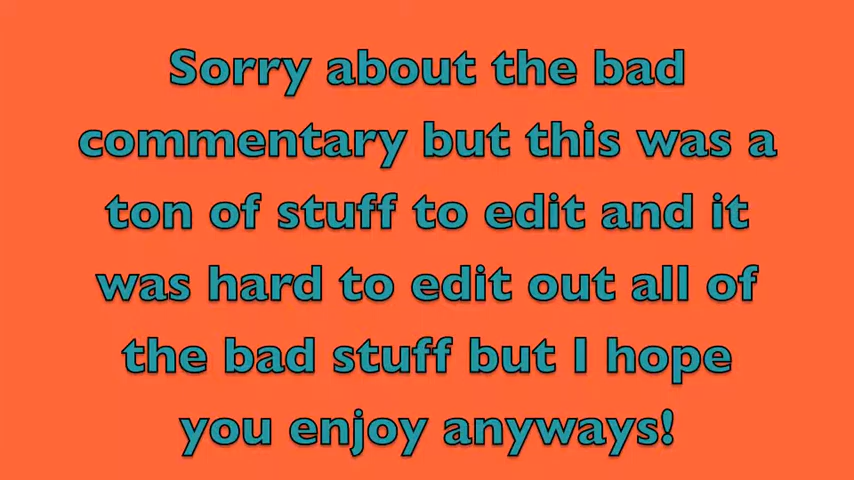 Sorry about the bad
commentary but this was a
ton of stuff to edit and it
was hard to edit out all of
the bad stuff but I hope
you enjoy anyways!